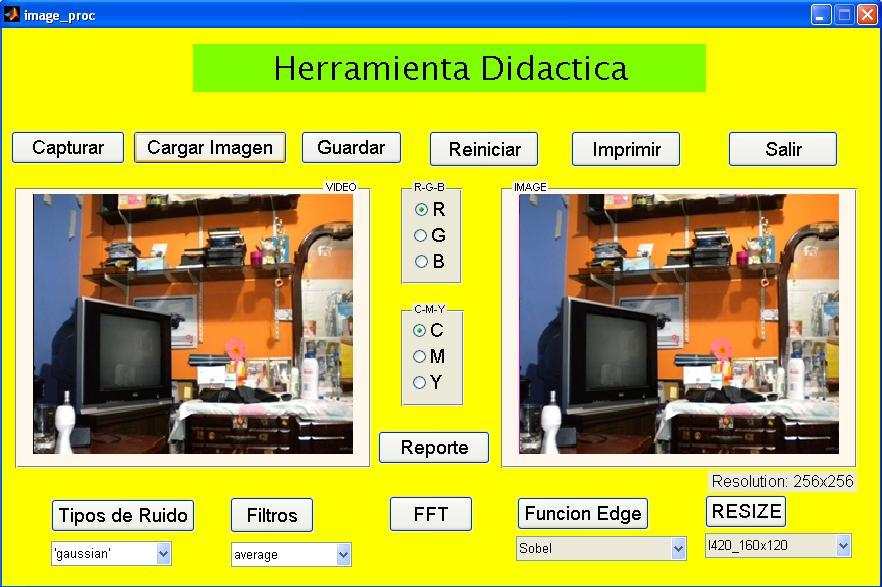 image_proc
Herramienta Didactica
Capturar
Cargar Imagen
Guardar
Reiniciar
Imprimir
Salir
VIDEO
R-G-B
IMAGE
R
G
B
C-M-Y
C
M
Y
Reporte
Resolution: 256x256
Tipos de Ruido
Filtros
FFT
Funcion Edge
RESIZE
'gaussian'
average
Sobel
I420_160x120